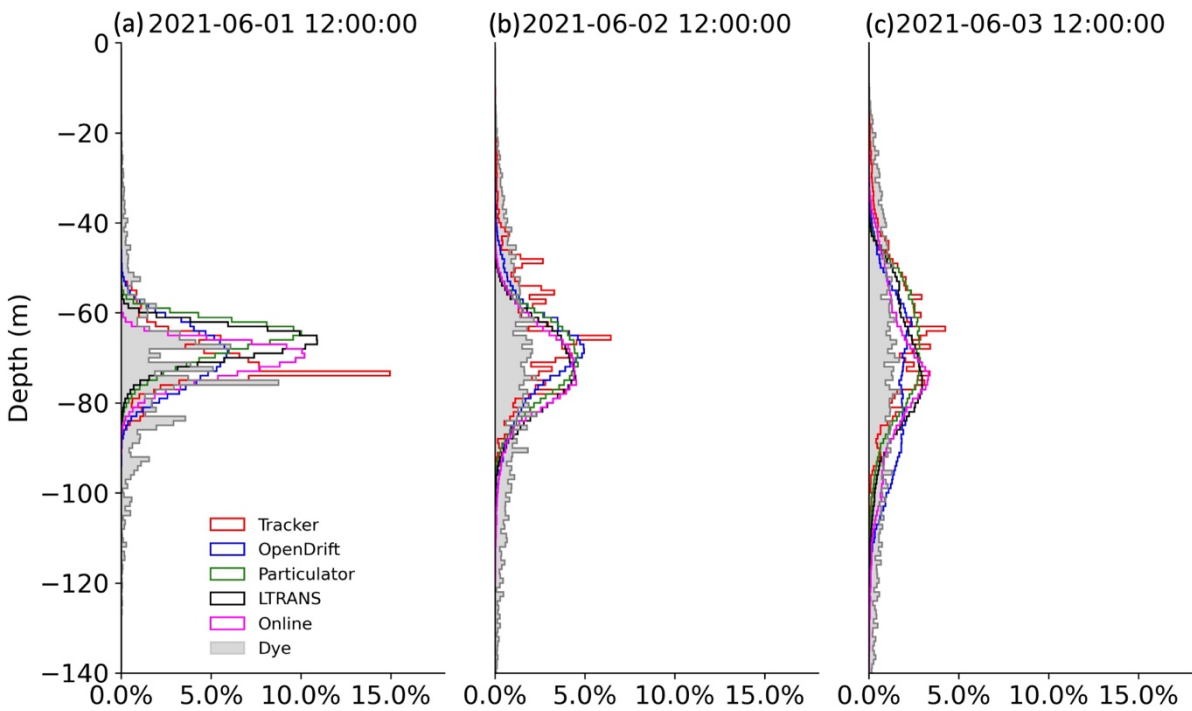 (a) 2021-06-01 12:00:00
(b) 2021-06-02 12:00:00
(c)2021-06-03 12:00:00
Depth (m)
0
−20
−40
−60
−80
−100
−120
−140
Tracker
OpenDrift
Particulator
LTRANS
Online
Dye
0.0% 5.0% 10.0% 15.0%
0.0% 5.0% 10.0% 15.0%
0.0% 5.0% 10.0% 15.0%